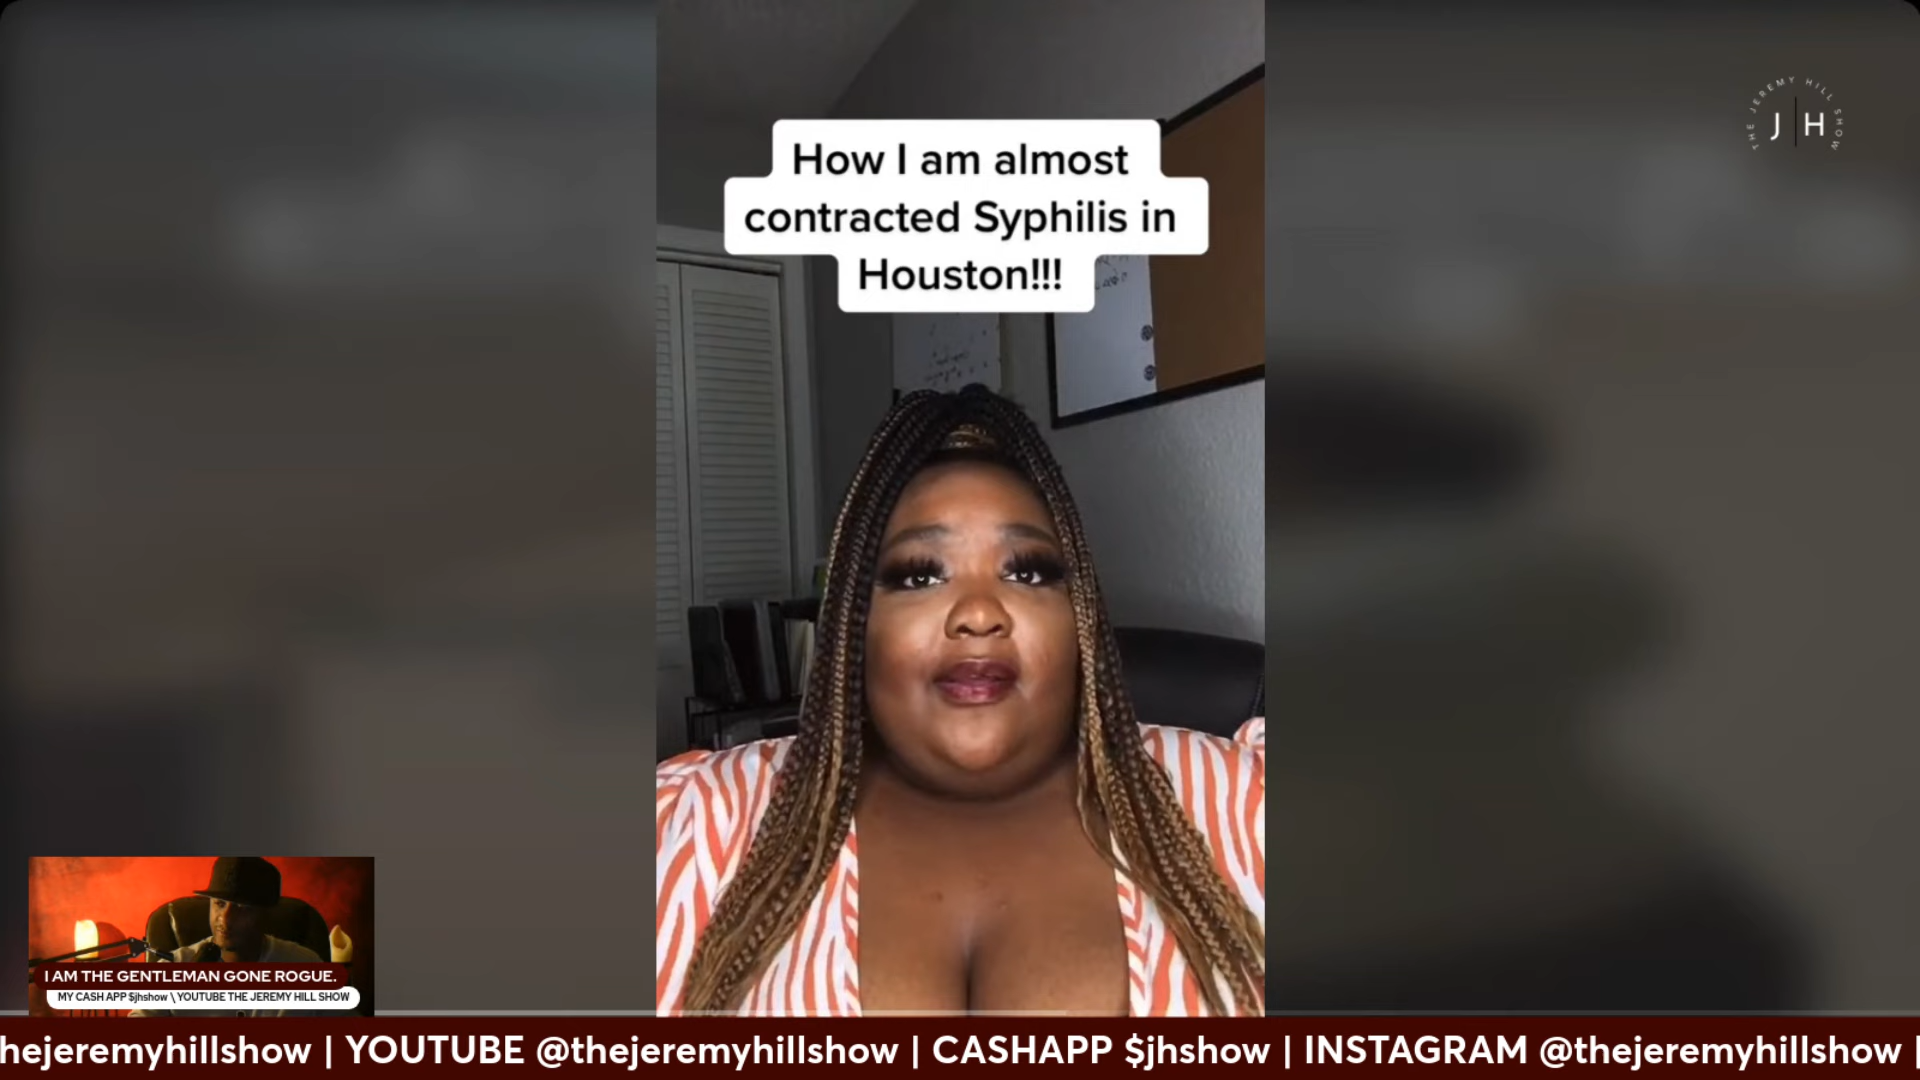 How I am almost
contracted Syphilis in
Houston!!!
THE JEREMY HILL SHOW
J | H
I AM THE GENTLEMAN GONE ROGUE.
MY CASH APP $jhshow \ YOUTUBE THE JEREMY HILL SHOW
hejeremyhillshow | YOUTUBE @thejeremyhillshow | CASHAPP $jhshow | INSTAGRAM @thejeremyhillshow |